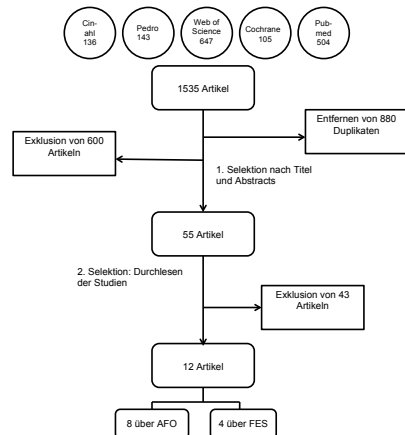 Cin-
ahl
136
Pedro
143
Web of
Science
647
Cochrane
105
Pub-
med
504
1535 Artikel
Entfernen von 880
Duplikaten
Exklusion von 600
Artikeln
1. Selektion nach Titel
und Abstracts
55 Artikel
2. Selektion: Durchlesen
der Studien
Exklusion von 43
Artikeln
12 Artikel
8 über AFO
4 über FES